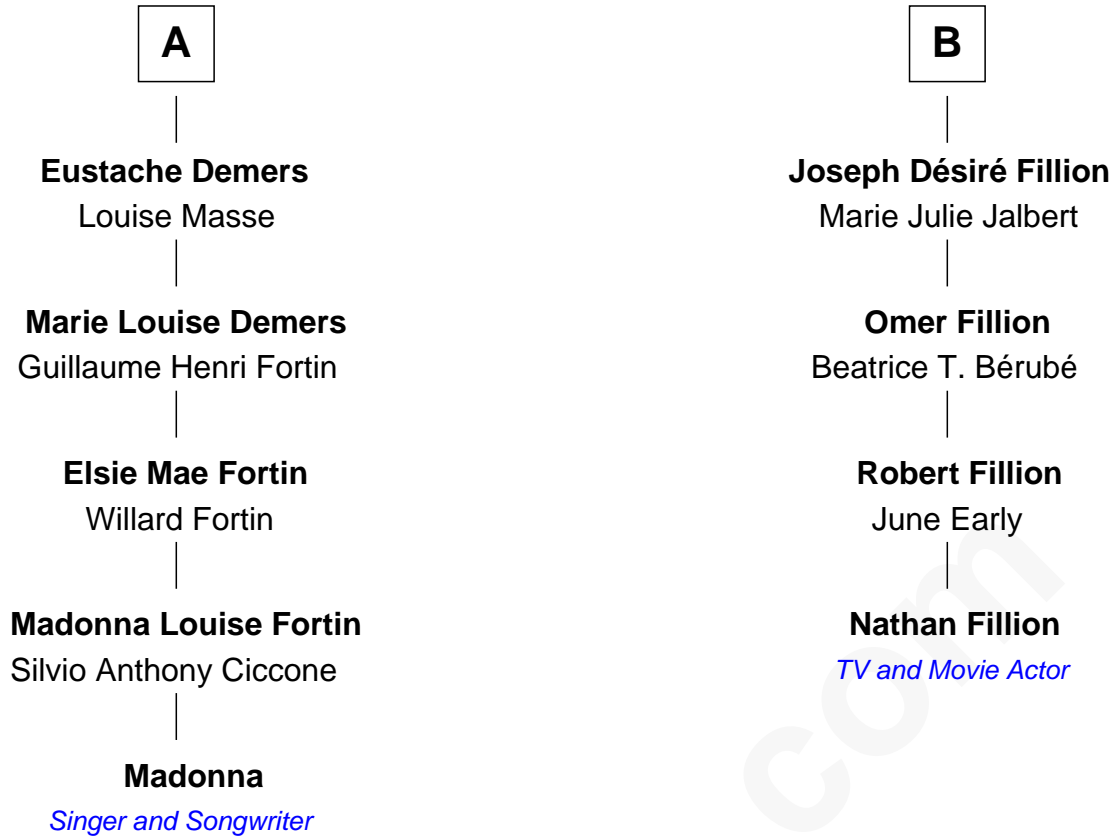 A
Eustache Demers
Louise Masse
Marie Louise Demers
Guillaume Henri Fortin
Elsie Mae Fortin
Willard Fortin
Madonna Louise Fortin
Silvio Anthony Ciccone
Madonna
Singer and Songwriter
B
Joseph Désiré Fillion
Marie Julie Jalbert
Omer Fillion
Beatrice T. Bérubé
Robert Fillion
June Early
Nathan Fillion
TV and Movie Actor
com